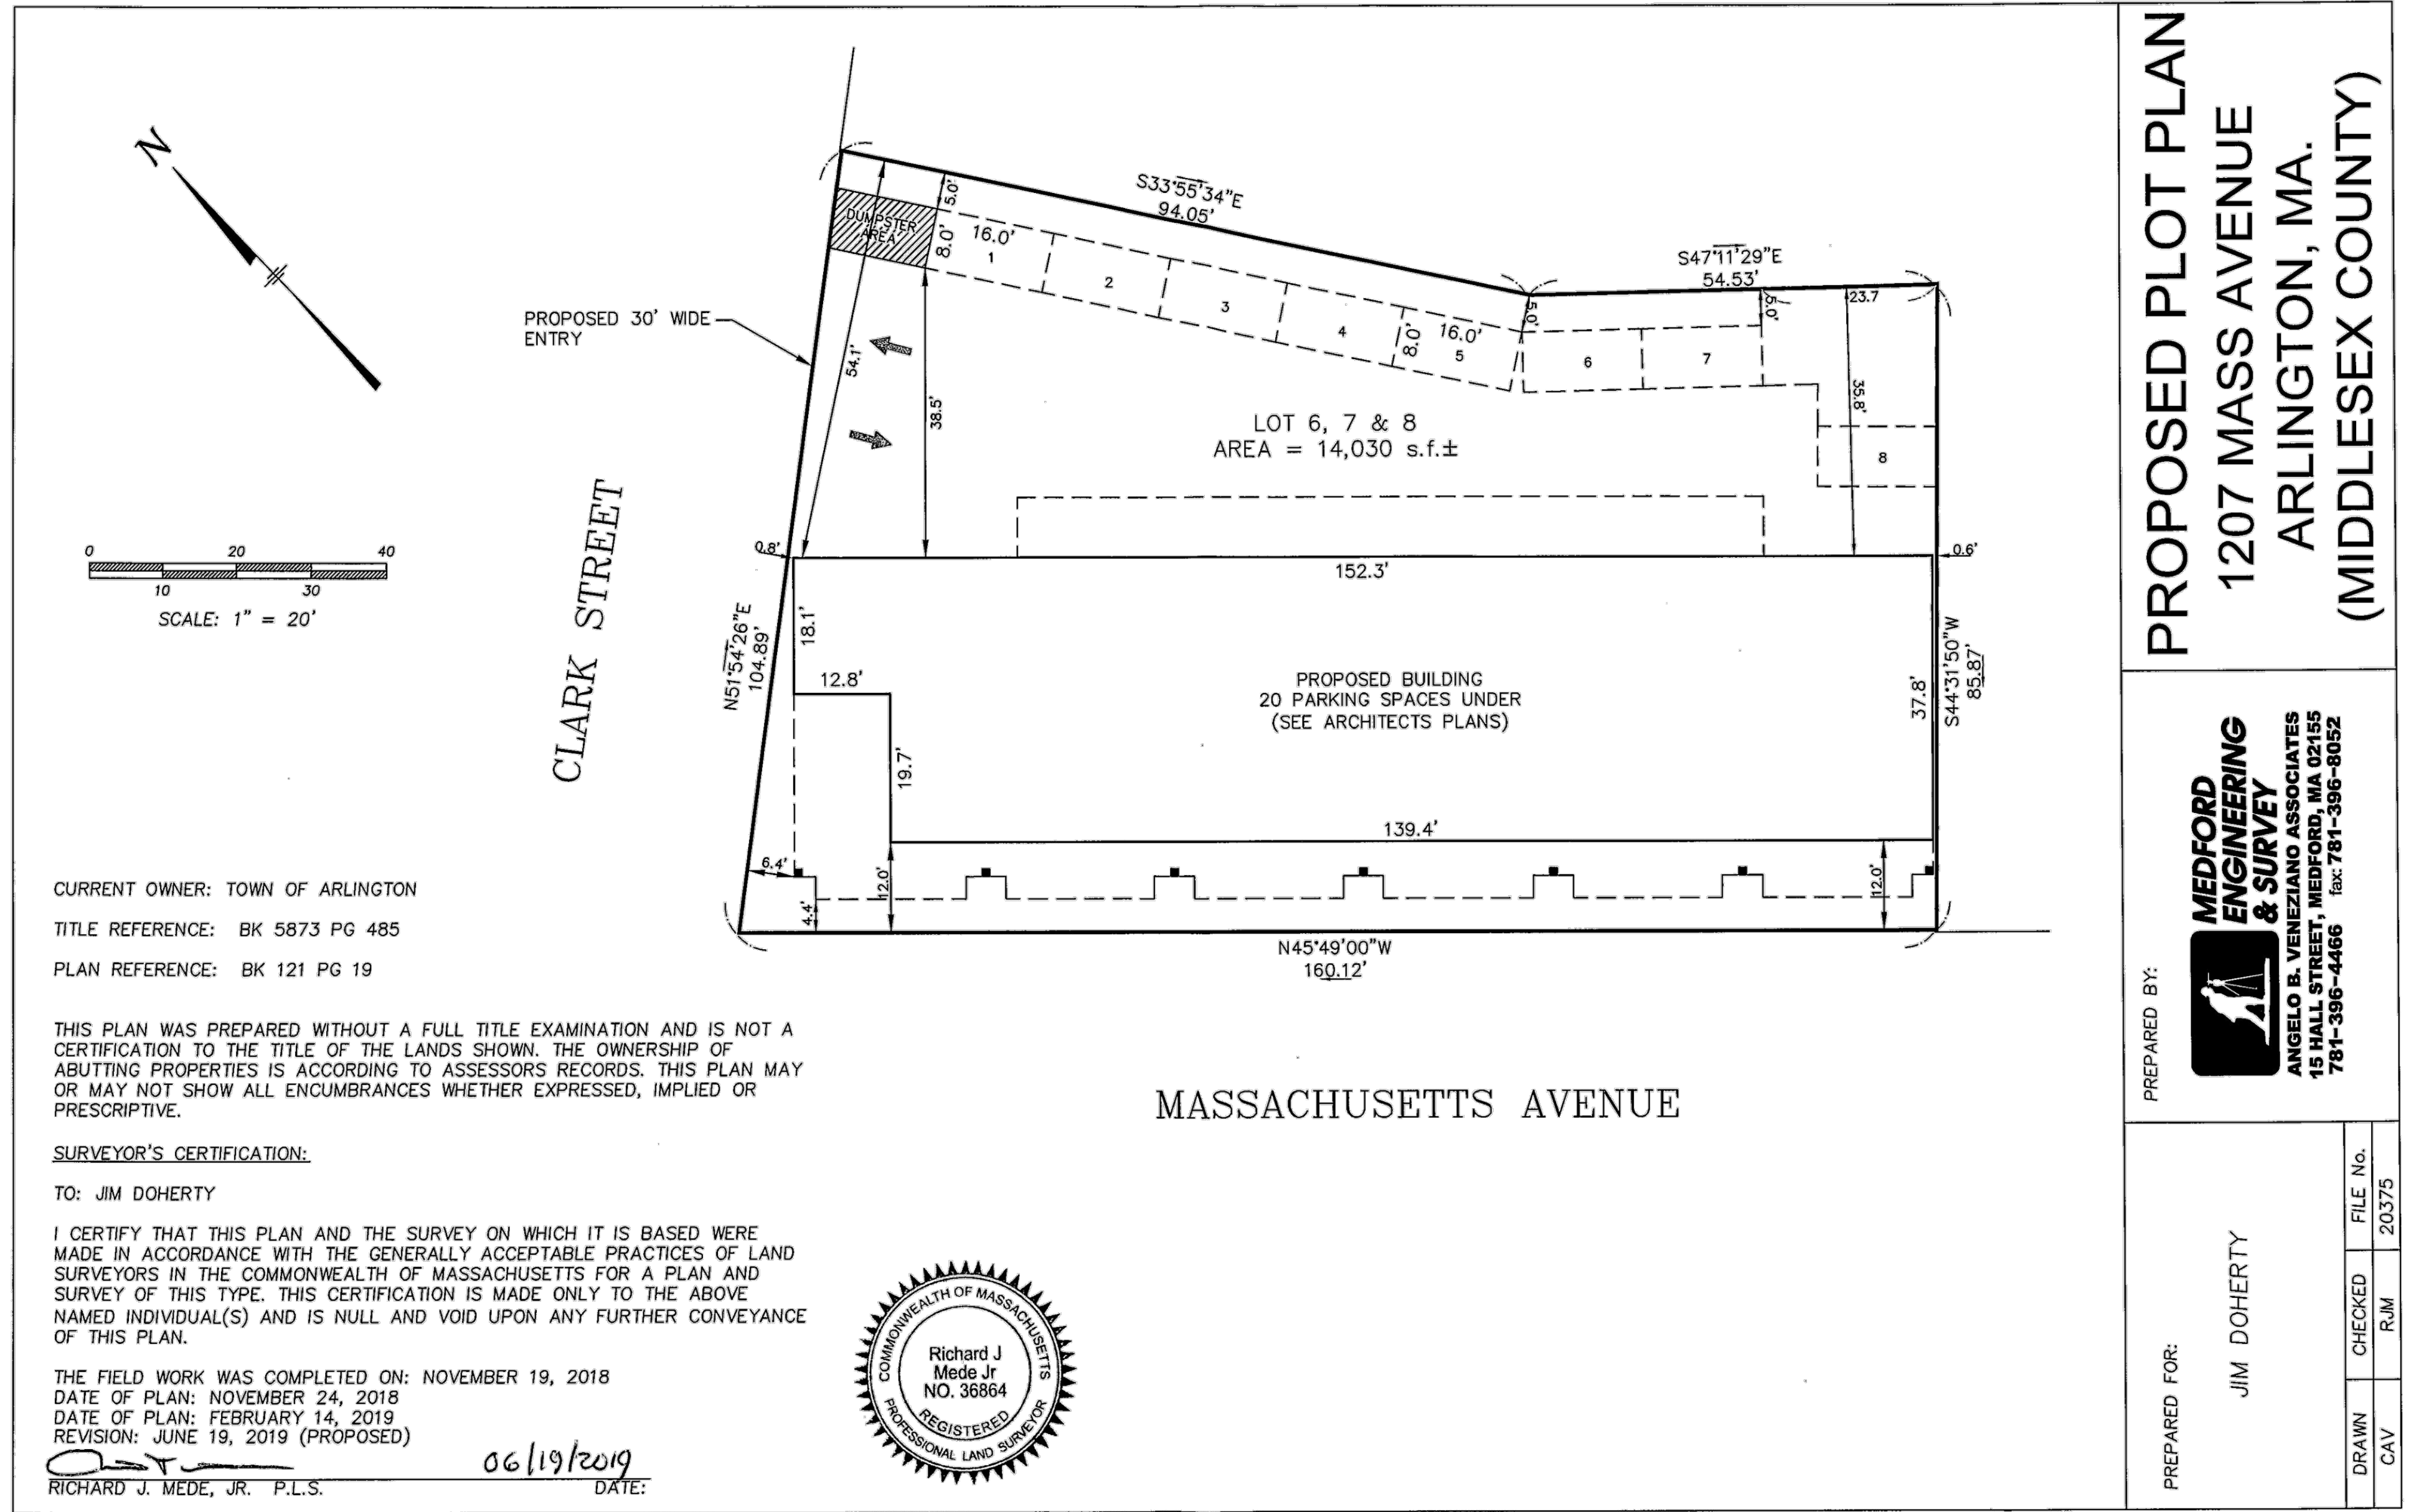 N
0 20 40
10 30
SCALE: 1" = 20'
PROPOSED 30' WIDE
ENTRY
CLARK STREET
DUMPSTER
AREA
5.0'
8.0'
16.0'
1
2
3
4
8.0'
16.0'
5
S33°55'34"E
94.05'
S47°11'29"E
54.53'
5.0'
5.0'
23.7
6
7
35.8'
8
54.1'
38.5'
LOT 6, 7 & 8
AREA = 14,030 s.f.±
0.8'
152.3'
0.6'
N51°54'26"E
104.89'
18.1'
12.8'
19.7'
PROPOSED BUILDING
20 PARKING SPACES UNDER
(SEE ARCHITECTS PLANS)
37.8'
S44°31'50"W
85.87'
139.4'
6.4'
4.4'
12.0'
12.0'
N45°49'00"W
160.12'
MASSACHUSETTS AVENUE
CURRENT OWNER: TOWN OF ARLINGTON
TITLE REFERENCE: BK 5873 PG 485
PLAN REFERENCE: BK 121 PG 19
THIS PLAN WAS PREPARED WITHOUT A FULL TITLE EXAMINATION AND IS NOT A
CERTIFICATION TO THE TITLE OF THE LANDS SHOWN. THE OWNERSHIP OF
ABUTTING PROPERTIES IS ACCORDING TO ASSESSORS RECORDS. THIS PLAN MAY
OR MAY NOT SHOW ALL ENCUMBRANCES WHETHER EXPRESSED, IMPLIED OR
PRESCRIPTIVE.
SURVEYOR'S CERTIFICATION:
TO: JIM DOHERTY
I CERTIFY THAT THIS PLAN AND THE SURVEY ON WHICH IT IS BASED WERE
MADE IN ACCORDANCE WITH THE GENERALLY ACCEPTABLE PRACTICES OF LAND
SURVEYORS IN THE COMMONWEALTH OF MASSACHUSETTS FOR A PLAN AND
SURVEY OF THIS TYPE. THIS CERTIFICATION IS MADE ONLY TO THE ABOVE
NAMED INDIVIDUAL(S) AND IS NULL AND VOID UPON ANY FURTHER CONVEYANCE
OF THIS PLAN.
THE FIELD WORK WAS COMPLETED ON: NOVEMBER 19, 2018
DATE OF PLAN: NOVEMBER 24, 2018
DATE OF PLAN: FEBRUARY 14, 2019
REVISION: JUNE 19, 2019 (PROPOSED)
06/19/2019
RICHARD J. MEDE, JR. P.L.S. DATE:
COMMONWEALTH OF MASSACHUSETTS
Richard J
Mede Jr
NO. 36864
REGISTERED
PROFESSIONAL LAND SURVEYOR
PROPOSED PLOT PLAN
1207 MASS AVENUE
ARLINGTON, MA.
(MIDDLESEX COUNTY)
PREPARED BY:
MEDFORD
ENGINEERING
& SURVEY
ANGELO B. VENEZIANO ASSOCIATES
15 HALL STREET, MEDFORD, MA 02155
781-396-4466 fax: 781-396-8052
PREPARED FOR:
JIM DOHERTY
DRAWN CHECKED FILE No.
CAV RJM 20375